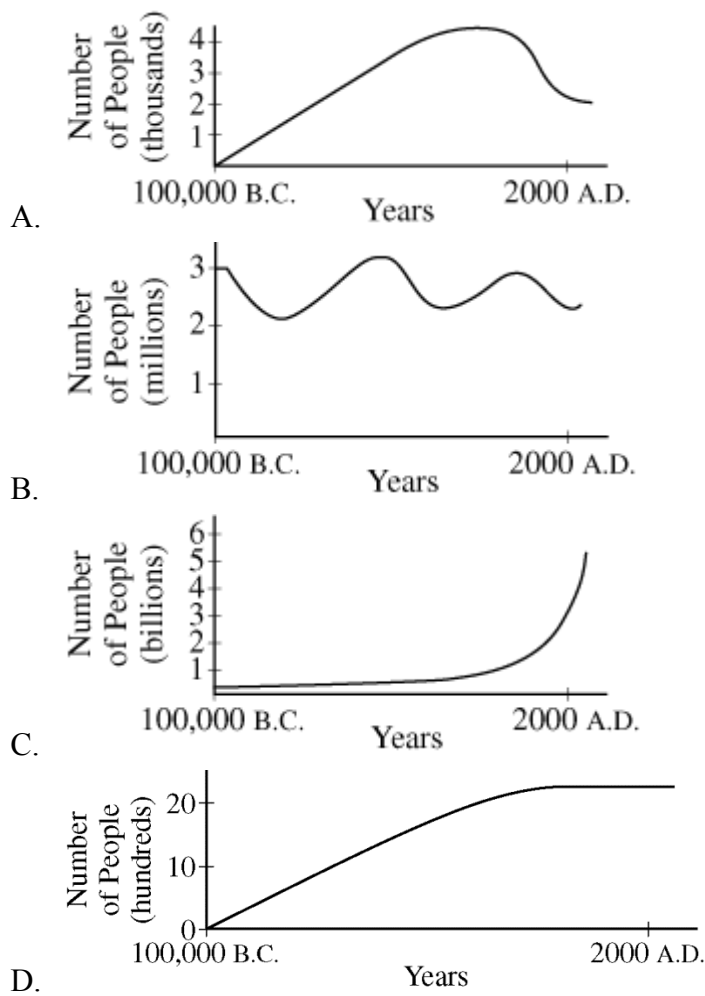 Number
of People
(thousands)
4
3
2
1
100,000 B.C.
2000 A.D.
Years
A.
Number
of People
(millions)
3
2
1
100,000 B.C.
2000 A.D.
Years
B.
Number
of People
(billions)
6
5
4
3
2
1
100,000 B.C.
2000 A.D.
Years
C.
Number
of People
(hundreds)
20
10
0
100,000 B.C.
2000 A.D.
Years
D.